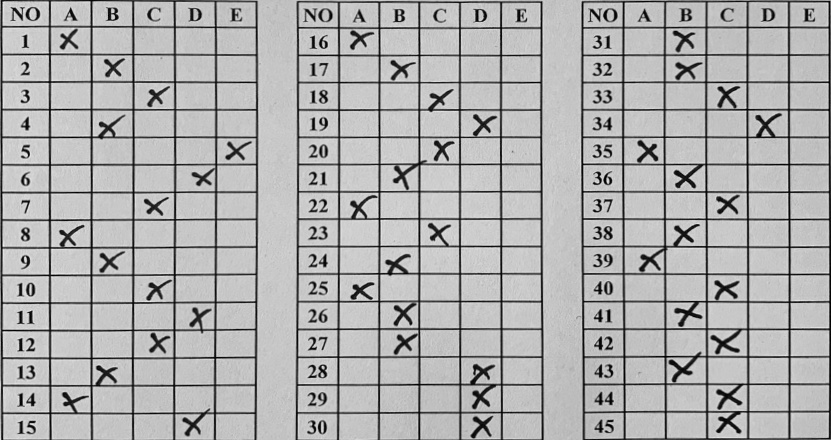 NO A B C D E
1 X
2 X
3 X
4 X
5 X
6 X
7 X
8 X
9 X
10 X
11 X
12 X
13 X
14 X
15 X
NO A B C D E
16 X
17 X
18 X
19 X
20 X
21 X
22 X
23 X
24 X
25 X
26 X
27 X
28 X
29 X
30 X
NO A B C D E
31 X
32 X
33 X
34 X
35 X
36 X
37 X
38 X
39 X
40 X
41 X
42 X
43 X
44 X
45 X